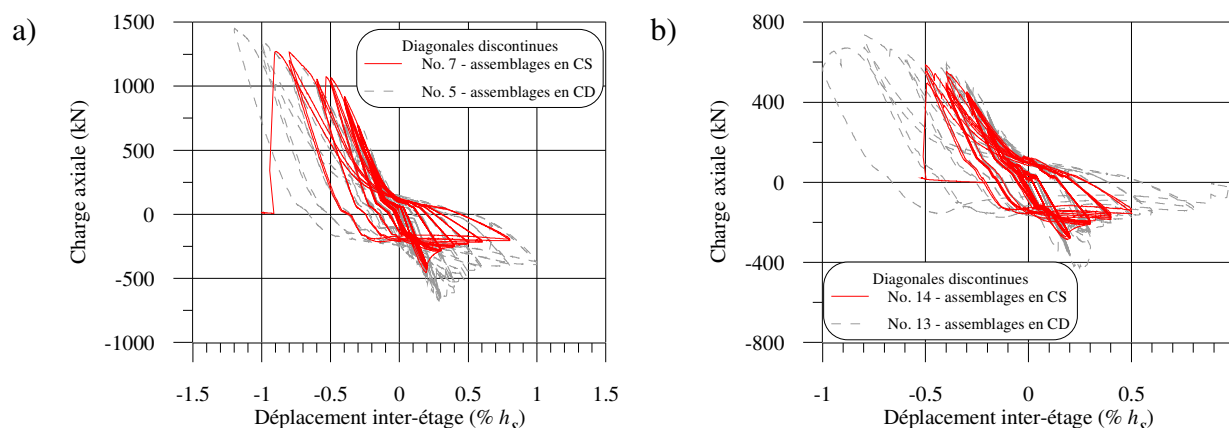 a)
1500
1000
500
0
-500
-1000
Charge axiale (kN)
Diagonales discontinues
No. 7 - assemblages en CS
No. 5 - assemblages en CD
-1.5
-1
-0.5
0
0.5
1
1.5
Déplacement inter-étage (% hs)
b)
800
400
0
-400
-800
Charge axiale (kN)
Diagonales discontinues
No. 14 - assemblages en CS
No. 13 - assemblages en CD
-1
-0.5
0
0.5
Déplacement inter-étage (% hs)